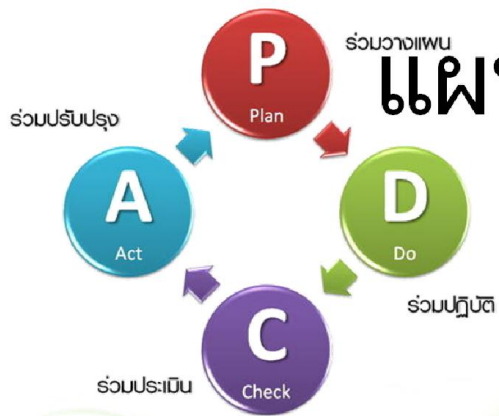 P
Plan
ร่วมวางแผน
ร่วมปรับปรุง
A
Act
D
Do
ร่วมปฏิบัติ
C
Check
ร่วมประเมิน